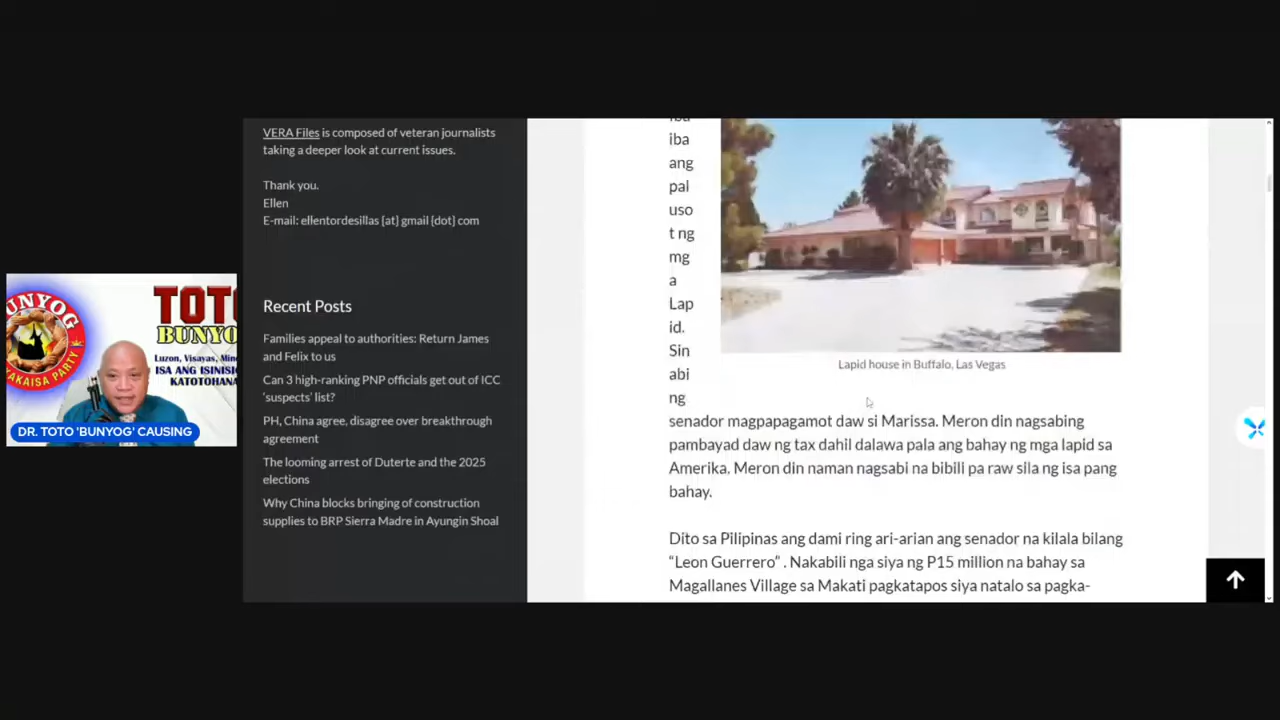 VERA Files is composed of veteran journalists
taking a deeper look at current issues.
Thank you.
Ellen
E-mail: ellentordesillas [at] gmail {dot] com
Recent Posts
Families appeal to authorities: Return James
and Felix to us
Can 3 high-ranking PNP officials get out of ICC
‘suspects’ list?
PH, China agree, disagree over breakthrough
agreement
The looming arrest of Duterte and the 2025
elections
Why China blocks bringing of construction
supplies to BRP Sierra Madre in Ayungin Shoal
UNYOG
KAISA PARTY
TOT
BUNYO
Luzon, Visayas, Min
ISA ANG ISINISI
KATOTOHANA
DR. TOTO 'BUNYOG' CAUSING
iba
ang
pal
uso
t ng
mg
a
Lap
id.
Sin
abi
ng
Lapid house in Buffalo, Las Vegas
senador magpapagamot daw si Marissa. Meron din nagsabing
pambayad daw ng tax dahil dalawa pala ang bahay ng mga lapid sa
Amerika. Meron din naman nagsabi na bibili pa raw sila ng isa pang
bahay.
Dito sa Pilipinas ang dami ring ari-arian ang senador na kilala bilang
“Leon Guerrero” . Nakabili nga siya ng P15 million na bahay sa
Magallanes Village sa Makati pagkatapos siya natalo sa pagka-